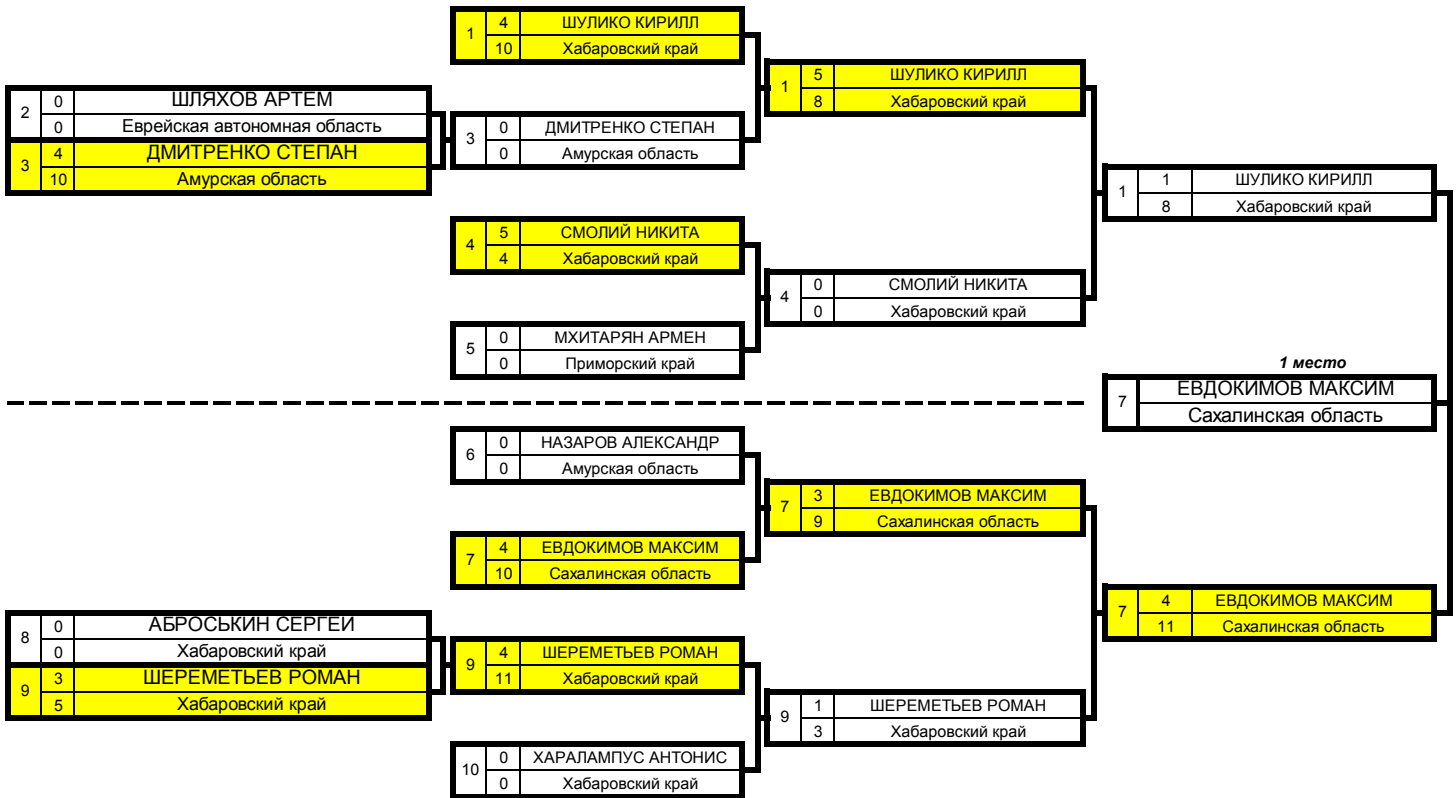 1 4 ШУЛИКО КИРИЛЛ
10 Хабаровский край
1 5 ШУЛИКО КИРИЛЛ
8 Хабаровский край
2 0 ШЛЯХОВ АРТЕМ
0 Еврейская автономная область
3 4 ДМИТРЕНКО СТЕПАН
10 Амурская область
3 0 ДМИТРЕНКО СТЕПАН
0 Амурская область
1 1 ШУЛИКО КИРИЛЛ
8 Хабаровский край
4 5 СМОЛИЙ НИКИТА
4 Хабаровский край
4 0 СМОЛИЙ НИКИТА
0 Хабаровский край
5 0 МХИТАРЯН АРМЕН
0 Приморский край
1 место
7 ЕВДОКИМОВ МАКСИМ
Сахалинская область
6 0 НАЗАРОВ АЛЕКСАНДР
0 Амурская область
7 3 ЕВДОКИМОВ МАКСИМ
9 Сахалинская область
7 4 ЕВДОКИМОВ МАКСИМ
10 Сахалинская область
7 4 ЕВДОКИМОВ МАКСИМ
11 Сахалинская область
8 0 АБРОСЬКИН СЕРГЕЙ
0 Хабаровский край
9 3 ШЕРЕМЕТЬЕВ РОМАН
5 Хабаровский край
9 4 ШЕРЕМЕТЬЕВ РОМАН
11 Хабаровский край
9 1 ШЕРЕМЕТЬЕВ РОМАН
3 Хабаровский край
10 0 ХАРАЛАМПУС АНТОНИС
0 Хабаровский край